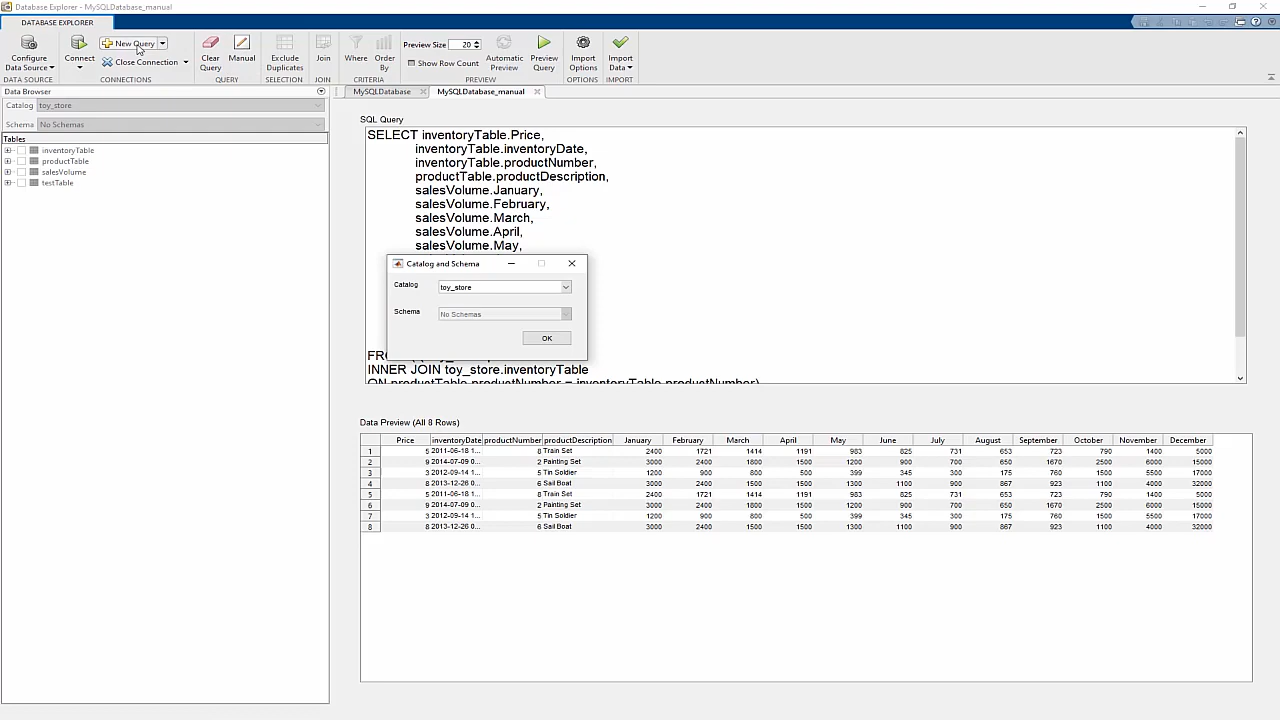 Database Explorer - MySQLDatabase_manual
DATABASE EXPLORER
Configure Data Source
Connect
New Query
Close Connection
Clear Query
Manual
Exclude Duplicates
Join
Where
Order By
Preview Size 20
Show Row Count
Automatic Preview
Preview Query
Import Options
Import Data
DATA SOURCE CONNECTIONS QUERY SELECTION JOIN CRITERIA PREVIEW OPTIONS IMPORT
Data Browser
Catalog toy_store
Schema No Schemas
Tables
inventoryTable
productTable
salesVolume
testTable
MySQLDatabase MySQLDatabase_manual
SQL Query
SELECT inventoryTable.Price,
inventoryTable.inventoryDate,
inventoryTable.productNumber,
productTable.productDescription,
salesVolume.January,
salesVolume.February,
salesVolume.March,
salesVolume.April,
salesVolume.May,
Catalog and Schema
Catalog toy_store
Schema No Schemas
OK
INNER JOIN toy_store.inventoryTable
ON productTable.productNumber = inventoryTable.productNumber)
Data Preview (All 8 Rows)
Price inventoryDate productNumber productDescription January February March April May June July August September October November December
1 5 2011-06-18 1... 8 Train Set 2400 1721 1414 1191 983 825 731 653 723 790 1400 5000
2 9 2014-07-09 0... 2 Painting Set 3000 2400 1800 1500 1200 900 700 650 1670 2500 6000 15000
3 3 2012-09-14 1... 5 Tin Soldier 1200 900 800 500 399 345 300 175 760 1500 5500 17000
4 8 2013-12-26 0... 6 Sail Boat 3000 2400 1500 1500 1300 1100 900 867 923 1100 4000 32000
5 5 2011-06-18 1... 8 Train Set 2400 1721 1414 1191 983 825 731 653 723 790 1400 5000
6 9 2014-07-09 0... 2 Painting Set 3000 2400 1800 1500 1200 900 700 650 1670 2500 6000 15000
7 3 2012-09-14 1... 5 Tin Soldier 1200 900 800 500 399 345 300 175 760 1500 5500 17000
8 8 2013-12-26 0... 6 Sail Boat 3000 2400 1500 1500 1300 1100 900 867 923 1100 4000 32000